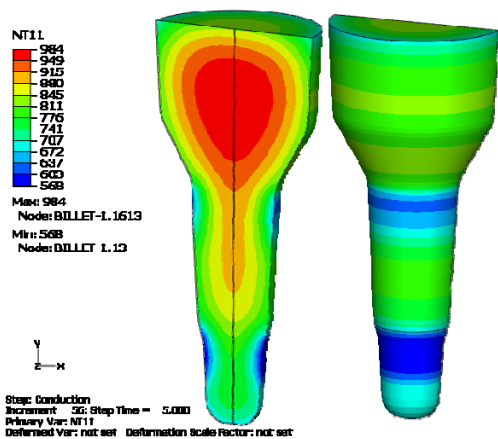 NT11
984
949
915
880
845
811
776
741
707
672
637
603
568
Max: 984
Node: BILLET-1.1613
Min: 568
Node: BILLET-1.13
Y
Z X
Step: Conduction
Increment 56: Step Time = 5.000
Primary Var: NT11
Deformed Var: not set Deformation Scale Factor: not set